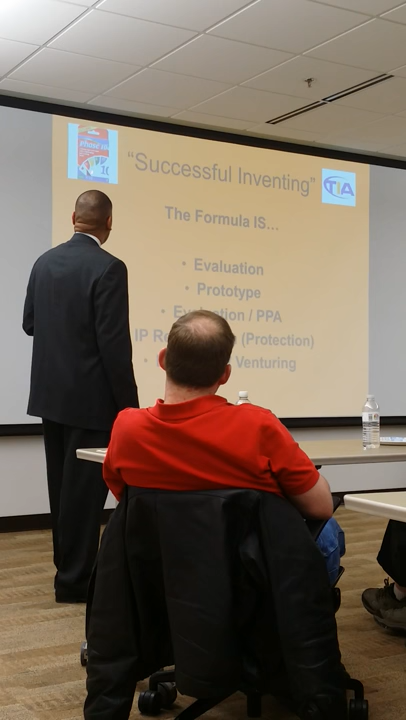 "Successful Inventing"
TIA
The Formula IS...
• Evaluation
• Prototype
• / PPA
IP (Protection)
Venturing